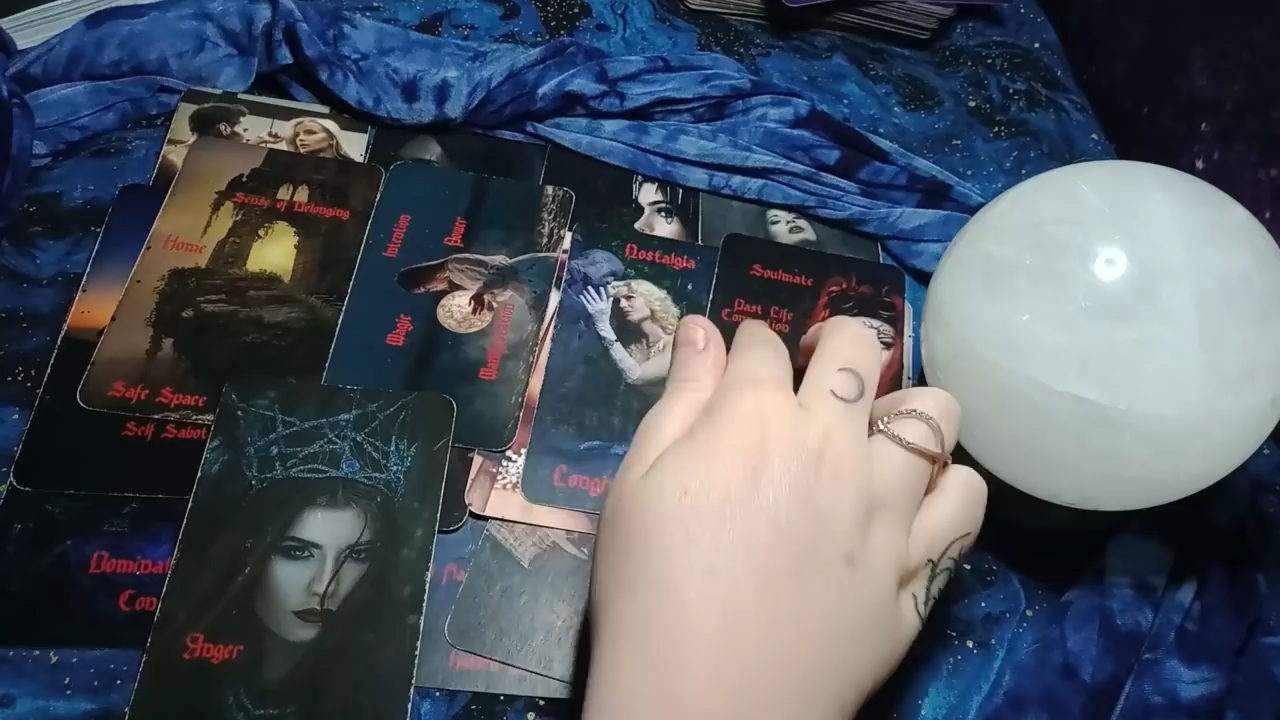 Sense of Belonging
Home
Safe Space
Self Sabot
Intention
Power
Magic
Manifestation
Nostalgia
Soulmate
Past Life
Longi
Dominat
Con
Anger